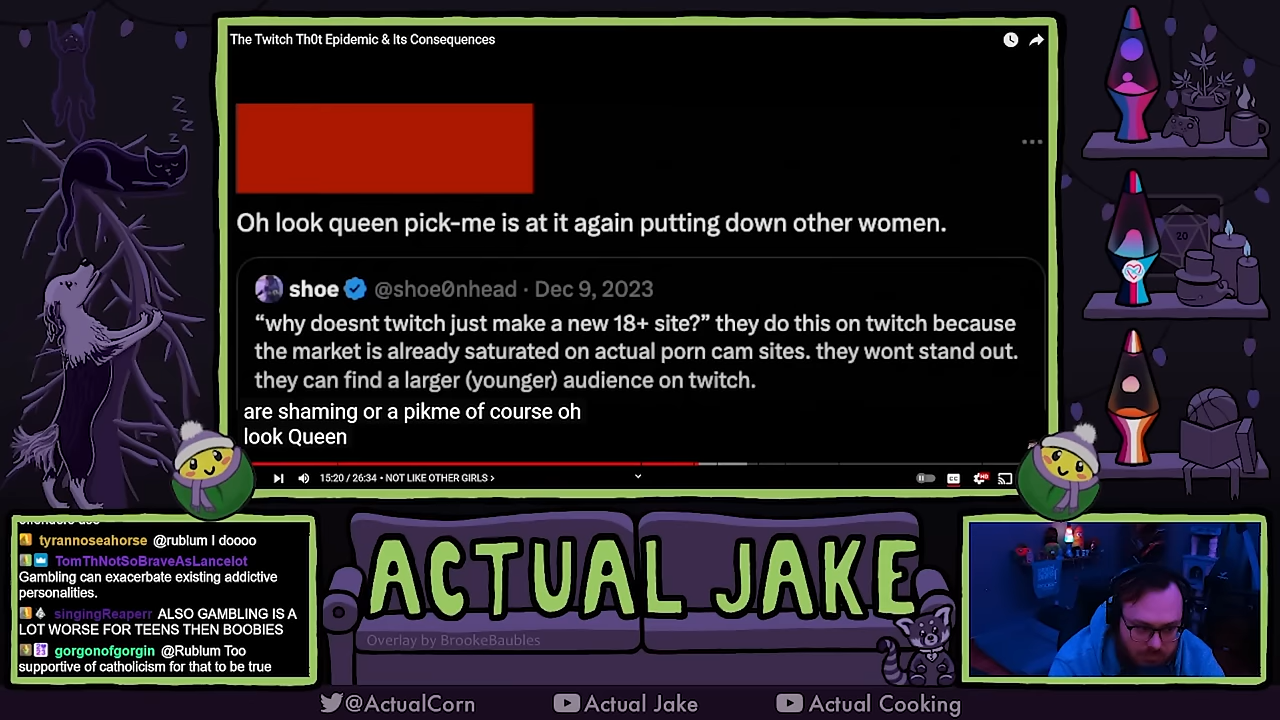 The Twitch Th0t Epidemic & Its Consequences
Oh look queen pick-me is at it again putting down other women.
shoe @shoe0nhead · Dec 9, 2023
“why doesnt twitch just make a new 18+ site?” they do this on twitch because
the market is already saturated on actual porn cam sites. they wont stand out.
they can find a larger (younger) audience on twitch.
are shaming or a pikme of course oh
look Queen
15:20 / 26:34 • NOT LIKE OTHER GIRLS ›
CC
HD
20
tyrannoseahorse @rublum I doooo
TomThNotSoBraveAsLancelot
Gambling can exacerbate existing addictive
personalities.
singingReaperr ALSO GAMBLING IS A
LOT WORSE FOR TEENS THEN BOOBIES
gorgonofgorgin @Rublum Too
supportive of catholicism for that to be true
ACTUAL JAKE
Overlay by BrookeBaubles
@ActualCorn
Actual Jake
Actual Cooking